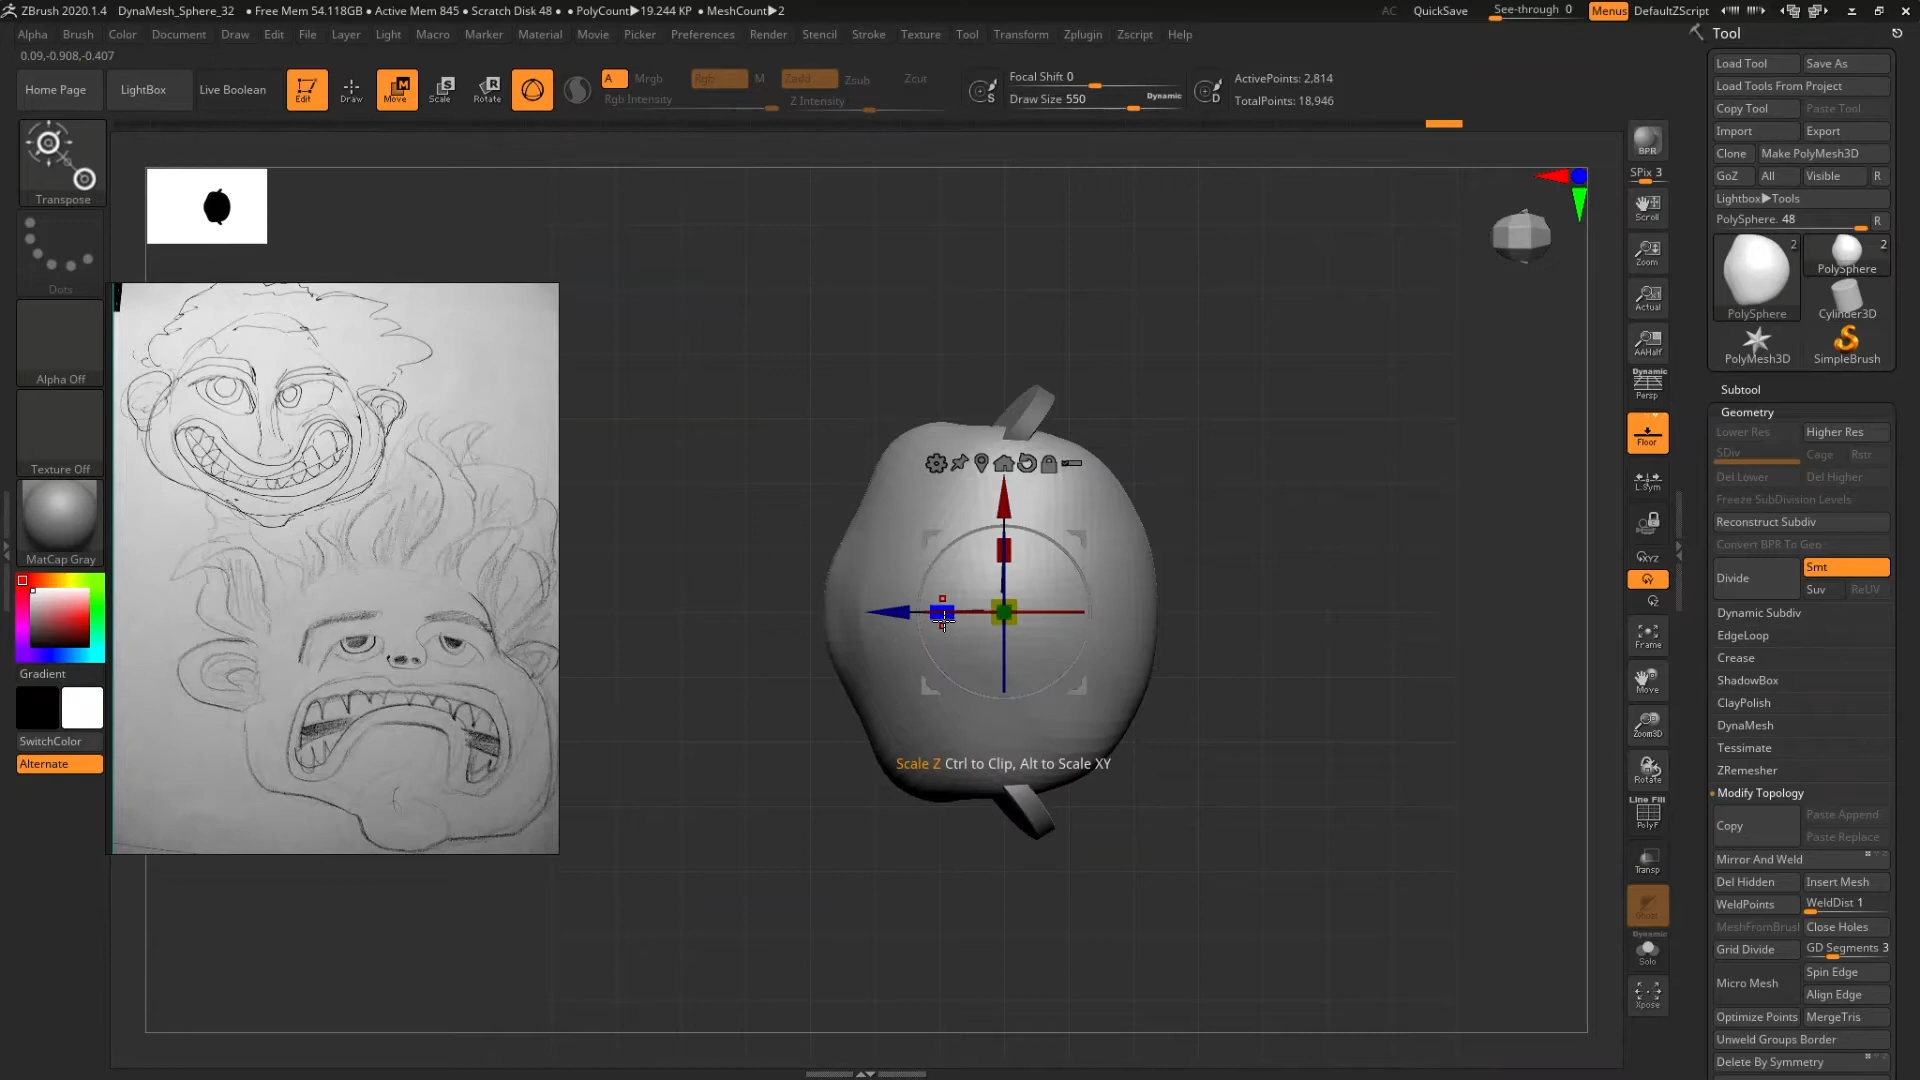 ZBrush 2020.1.4 DynaMesh_Sphere_32 • Free Mem 54.118GB • Active Mem 845 • Scratch Disk 48 • • PolyCount▶19.244 KP • MeshCount▶2
AC QuickSave See-through 0 Menus DefaultZScript
Alpha Brush Color Document Draw Edit File Layer Light Macro Marker Material Movie Picker Preferences Render Stencil Stroke Texture Tool Transform Zplugin Zscript Help
0.09,-0.908,-0.407
Home Page LightBox Live Boolean Edit Draw Move Scale Rotate
A Mrgb Rgb M Zadd Zsub Zcut
Rgb Intensity Z Intensity
S Focal Shift 0
Draw Size 550 Dynamic
D ActivePoints: 2,814
TotalPoints: 18,946
Transpose
Dots
Alpha Off
Texture Off
MatCap Gray
Gradient
SwitchColor
Alternate
Scale Z Ctrl to Clip, Alt to Scale XY
BPR
SPix 3
Scroll
Zoom
Actual
AAHalf
Dynamic
Persp
Floor
L.Sym
XYZ
Y
Z
Frame
Move
Zoom3D
Rotate
Line Fill
PolyF
Transp
Ghost
Dynamic
Solo
Xpose
Tool
Load Tool Save As
Load Tools From Project
Copy Tool Paste Tool
Import Export
Clone Make PolyMesh3D
GoZ All Visible R
Lightbox▶Tools
PolySphere. 48 R
2 2
PolySphere
PolySphere Cylinder3D
PolyMesh3D SimpleBrush
Subtool
Geometry
Lower Res Higher Res
SDiv Cage Rstr
Del Lower Del Higher
Freeze SubDivision Levels
Reconstruct Subdiv
Convert BPR To Geo
Divide Smt
Suv ReUV
Dynamic Subdiv
EdgeLoop
Crease
ShadowBox
ClayPolish
DynaMesh
Tessimate
ZRemesher
Modify Topology
Copy Paste Append
Paste Replace
Mirror And Weld
Del Hidden Insert Mesh
WeldPoints WeldDist 1
MeshFromBrus Close Holes
Grid Divide GD Segments 3
Micro Mesh Spin Edge
Align Edge
Optimize Points MergeTris
Unweld Groups Border
Delete By Symmetry